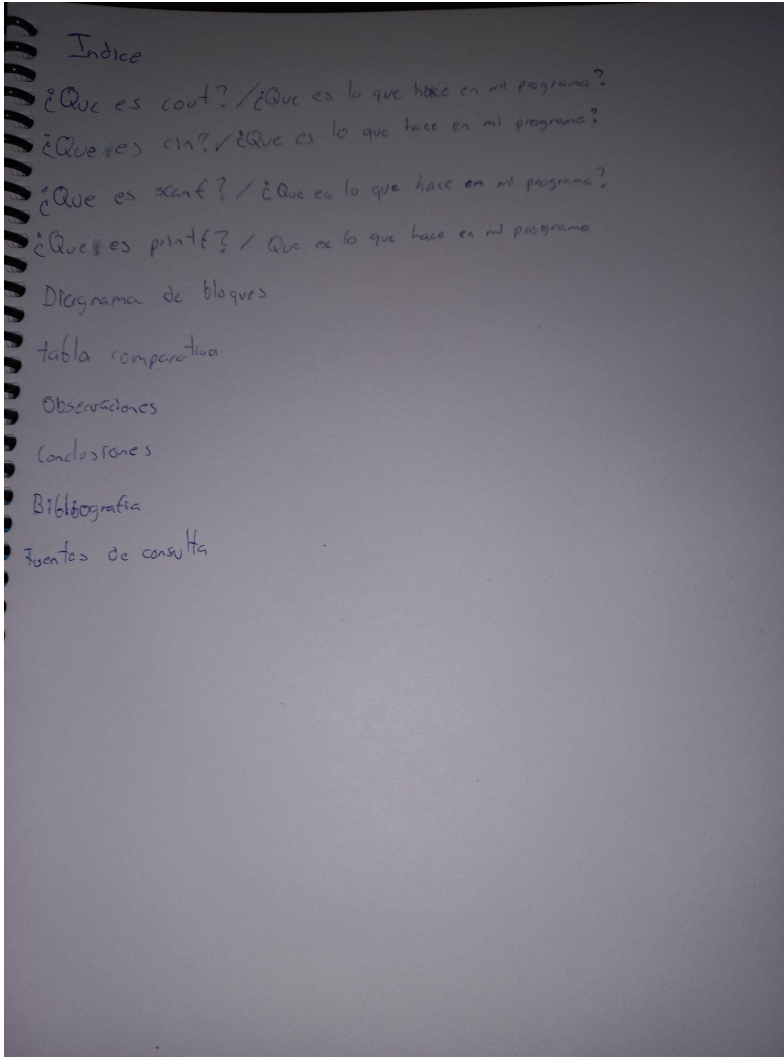 Indice
¿Que es cout? / ¿Que es lo que hace en mi programa?
¿Que es cin? / ¿Que es lo que hace en mi programa?
¿Que es scanf? / ¿Que es lo que hace en mi programa?
¿Que es printf? / Que es lo que hace en mi programa
Diagrama de bloques
tabla comparativa
Observaciones
Conclusiones
Bibliografia
Fuentes de consulta